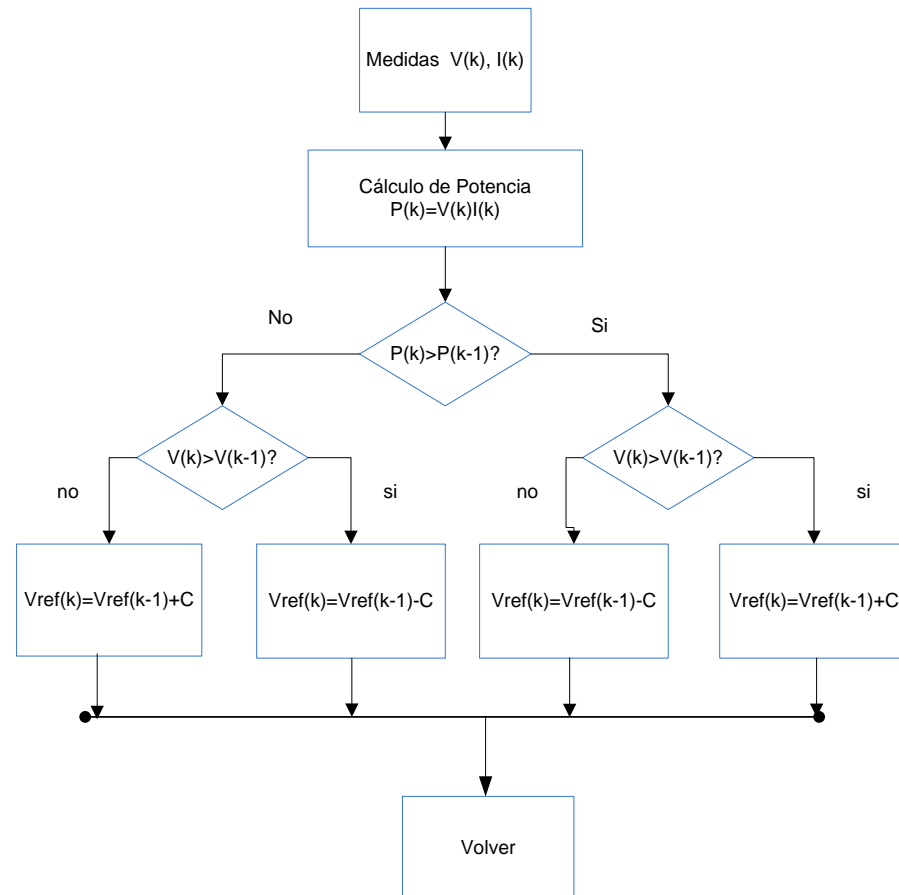 Medidas V(k), I(k)
Cálculo de Potencia
P(k)=V(k)I(k)
No
Si
P(k)>P(k-1)?
V(k)>V(k-1)?
V(k)>V(k-1)?
no
si
no
si
Vref(k)=Vref(k-1)+C
Vref(k)=Vref(k-1)-C
Vref(k)=Vref(k-1)-C
Vref(k)=Vref(k-1)+C
Volver